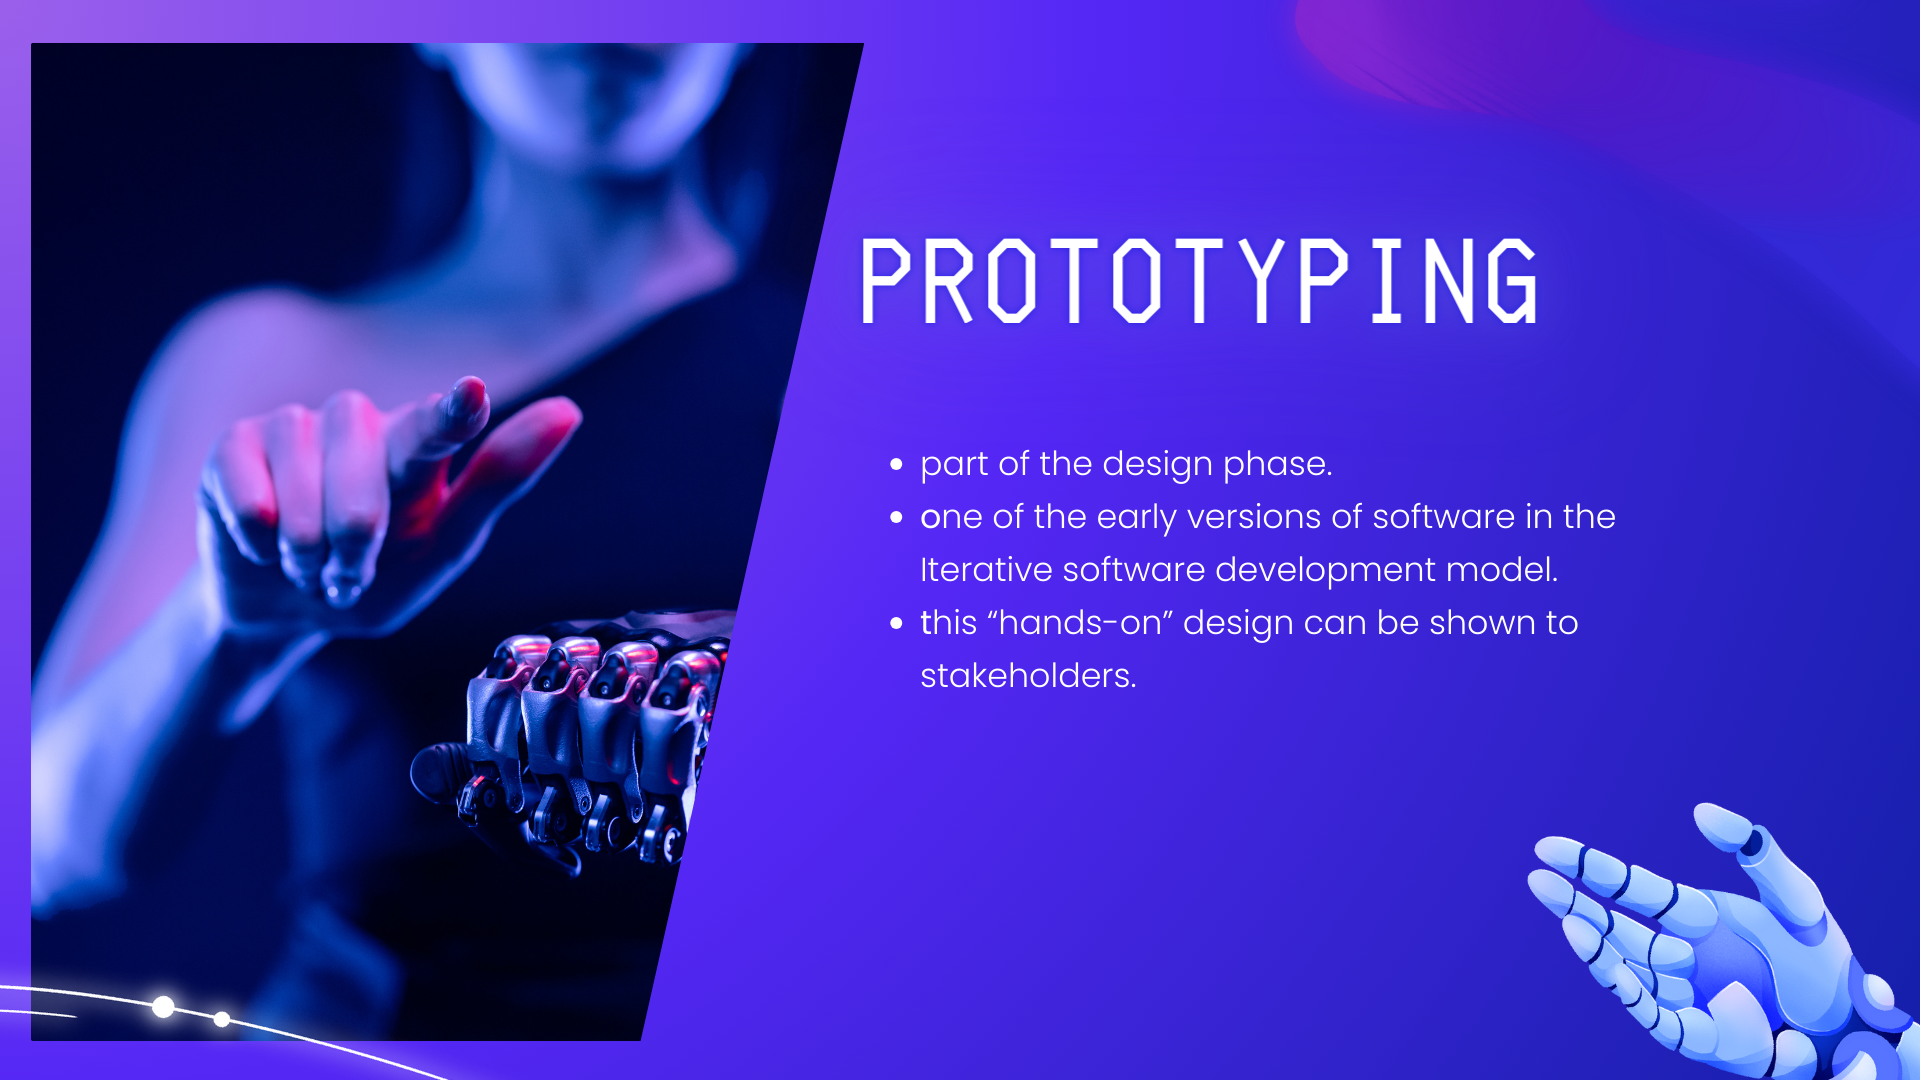 PROTOTYPING
• part of the design phase.
• one of the early versions of software in the
Iterative software development model.
• this “hands-on” design can be shown to
stakeholders.